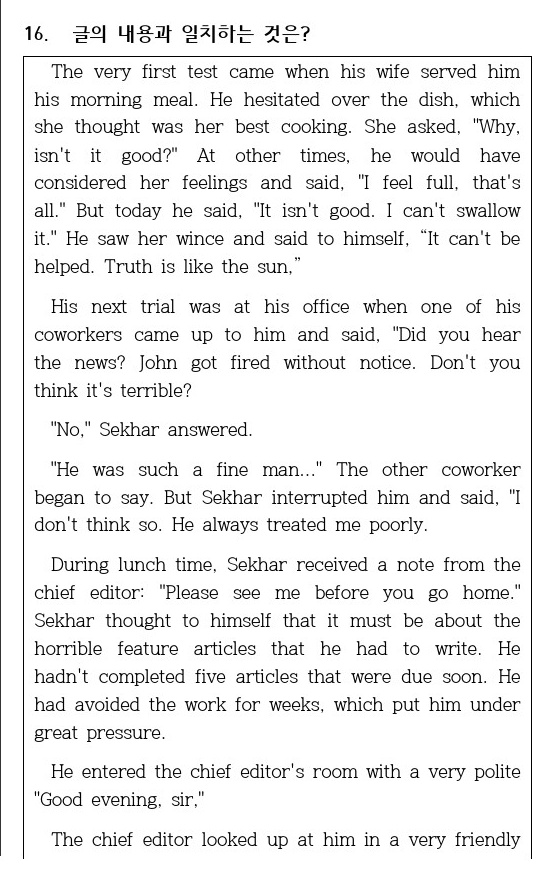 16. 글의 내용과 일치하는 것은?
The very first test came when his wife served him
his morning meal. He hesitated over the dish, which
she thought was her best cooking. She asked, "Why,
isn't it good?" At other times, he would have
considered her feelings and said, "I feel full, that's
all." But today he said, "It isn't good. I can't swallow
it." He saw her wince and said to himself, “It can't be
helped. Truth is like the sun,”
His next trial was at his office when one of his
coworkers came up to him and said, "Did you hear
the news? John got fired without notice. Don't you
think it's terrible?
"No," Sekhar answered.
"He was such a fine man..." The other coworker
began to say. But Sekhar interrupted him and said, "I
don't think so. He always treated me poorly.
During lunch time, Sekhar received a note from the
chief editor: "Please see me before you go home."
Sekhar thought to himself that it must be about the
horrible feature articles that he had to write. He
hadn't completed five articles that were due soon. He
had avoided the work for weeks, which put him under
great pressure.
He entered the chief editor's room with a very polite
"Good evening, sir,"
The chief editor looked up at him in a very friendly